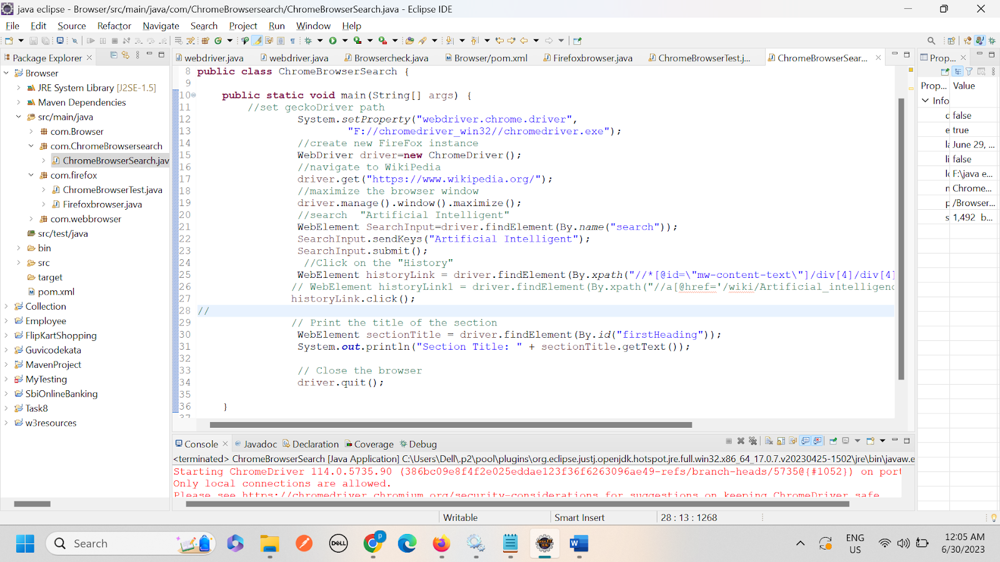 java eclipse - Browser/src/main/java/com/ChromeBrowsersearch/ChromeBrowserSearch.java - Eclipse IDE
File Edit Source Refactor Navigate Search Project Run Window Help
Package Explorer
Browser
JRE System Library [J2SE-1.5]
Maven Dependencies
src/main/java
com.Browser
com.ChromeBrowsersearch
ChromeBrowserSearch.jav
com.firefox
ChromeBrowserTest.java
Firefoxbrowser.java
com.webbrowser
src/test/java
bin
src
target
pom.xml
Collection
Employee
FlipKartShopping
Guvicodekata
MavenProject
MyTesting
SbiOnlineBanking
Task8
w3resources
webdriver.java webdriver.java Browsercheck.java Browser/pom.xml Firefoxbrowser.java ChromeBrowserTest.j... ChromeBrowserSear...
8 public class ChromeBrowserSearch {
9
10 public static void main(String[] args) {
11 //set geckoDriver path
12 System.setProperty("webdriver.chrome.driver",
13 "F://chromedriver_win32//chromedriver.exe");
14 //create new FireFox instance
15 WebDriver driver=new ChromeDriver();
16 //navigate to WikiPedia
17 driver.get("https://www.wikipedia.org/");
18 //maximize the browser window
19 driver.manage().window().maximize();
20 //search "Artificial Intelligent"
21 WebElement SearchInput=driver.findElement(By.name("search"));
22 SearchInput.sendKeys("Artificial Intelligent");
23 SearchInput.submit();
24 //Click on the "History"
25 WebElement historyLink = driver.findElement(By.xpath("//*[@id=\"mw-content-text\"]/div[4]/div[4]
26 // WebElement historyLink1 = driver.findElement(By.xpath("//a[@href='/wiki/Artificial_intelligenc
27 historyLink.click();
28 //
29 // Print the title of the section
30 WebElement sectionTitle = driver.findElement(By.id("firstHeading"));
31 System.out.println("Section Title: " + sectionTitle.getText());
32
33 // Close the browser
34 driver.quit();
35
36 }
37
Prop...
Prop... Value
Info
false
e true
June 29, ...
li false
F:\java e...
Chrome...
p /Browser...
s 1,492 b...
Console Javadoc Declaration Coverage Debug
<terminated> ChromeBrowserSearch [Java Application] C:\Users\Dell\.p2\pool\plugins\org.eclipse.justj.openjdk.hotspot.jre.full.win32.x86_64_17.0.7.v20230425-1502\jre\bin\javaw.e
Starting ChromeDriver 114.0.5735.90 (386bc09e8f4f2e025eddae123f36f6263096ae49-refs/branch-heads/5735@{#1052}) on port
Only local connections are allowed.
Please see https://chromedriver.chromium.org/security-considerations for suggestions on keeping ChromeDriver safe
Writable Smart Insert 28 : 13 : 1268
Search
DELL
ENG
US
12:05 AM
6/30/2023